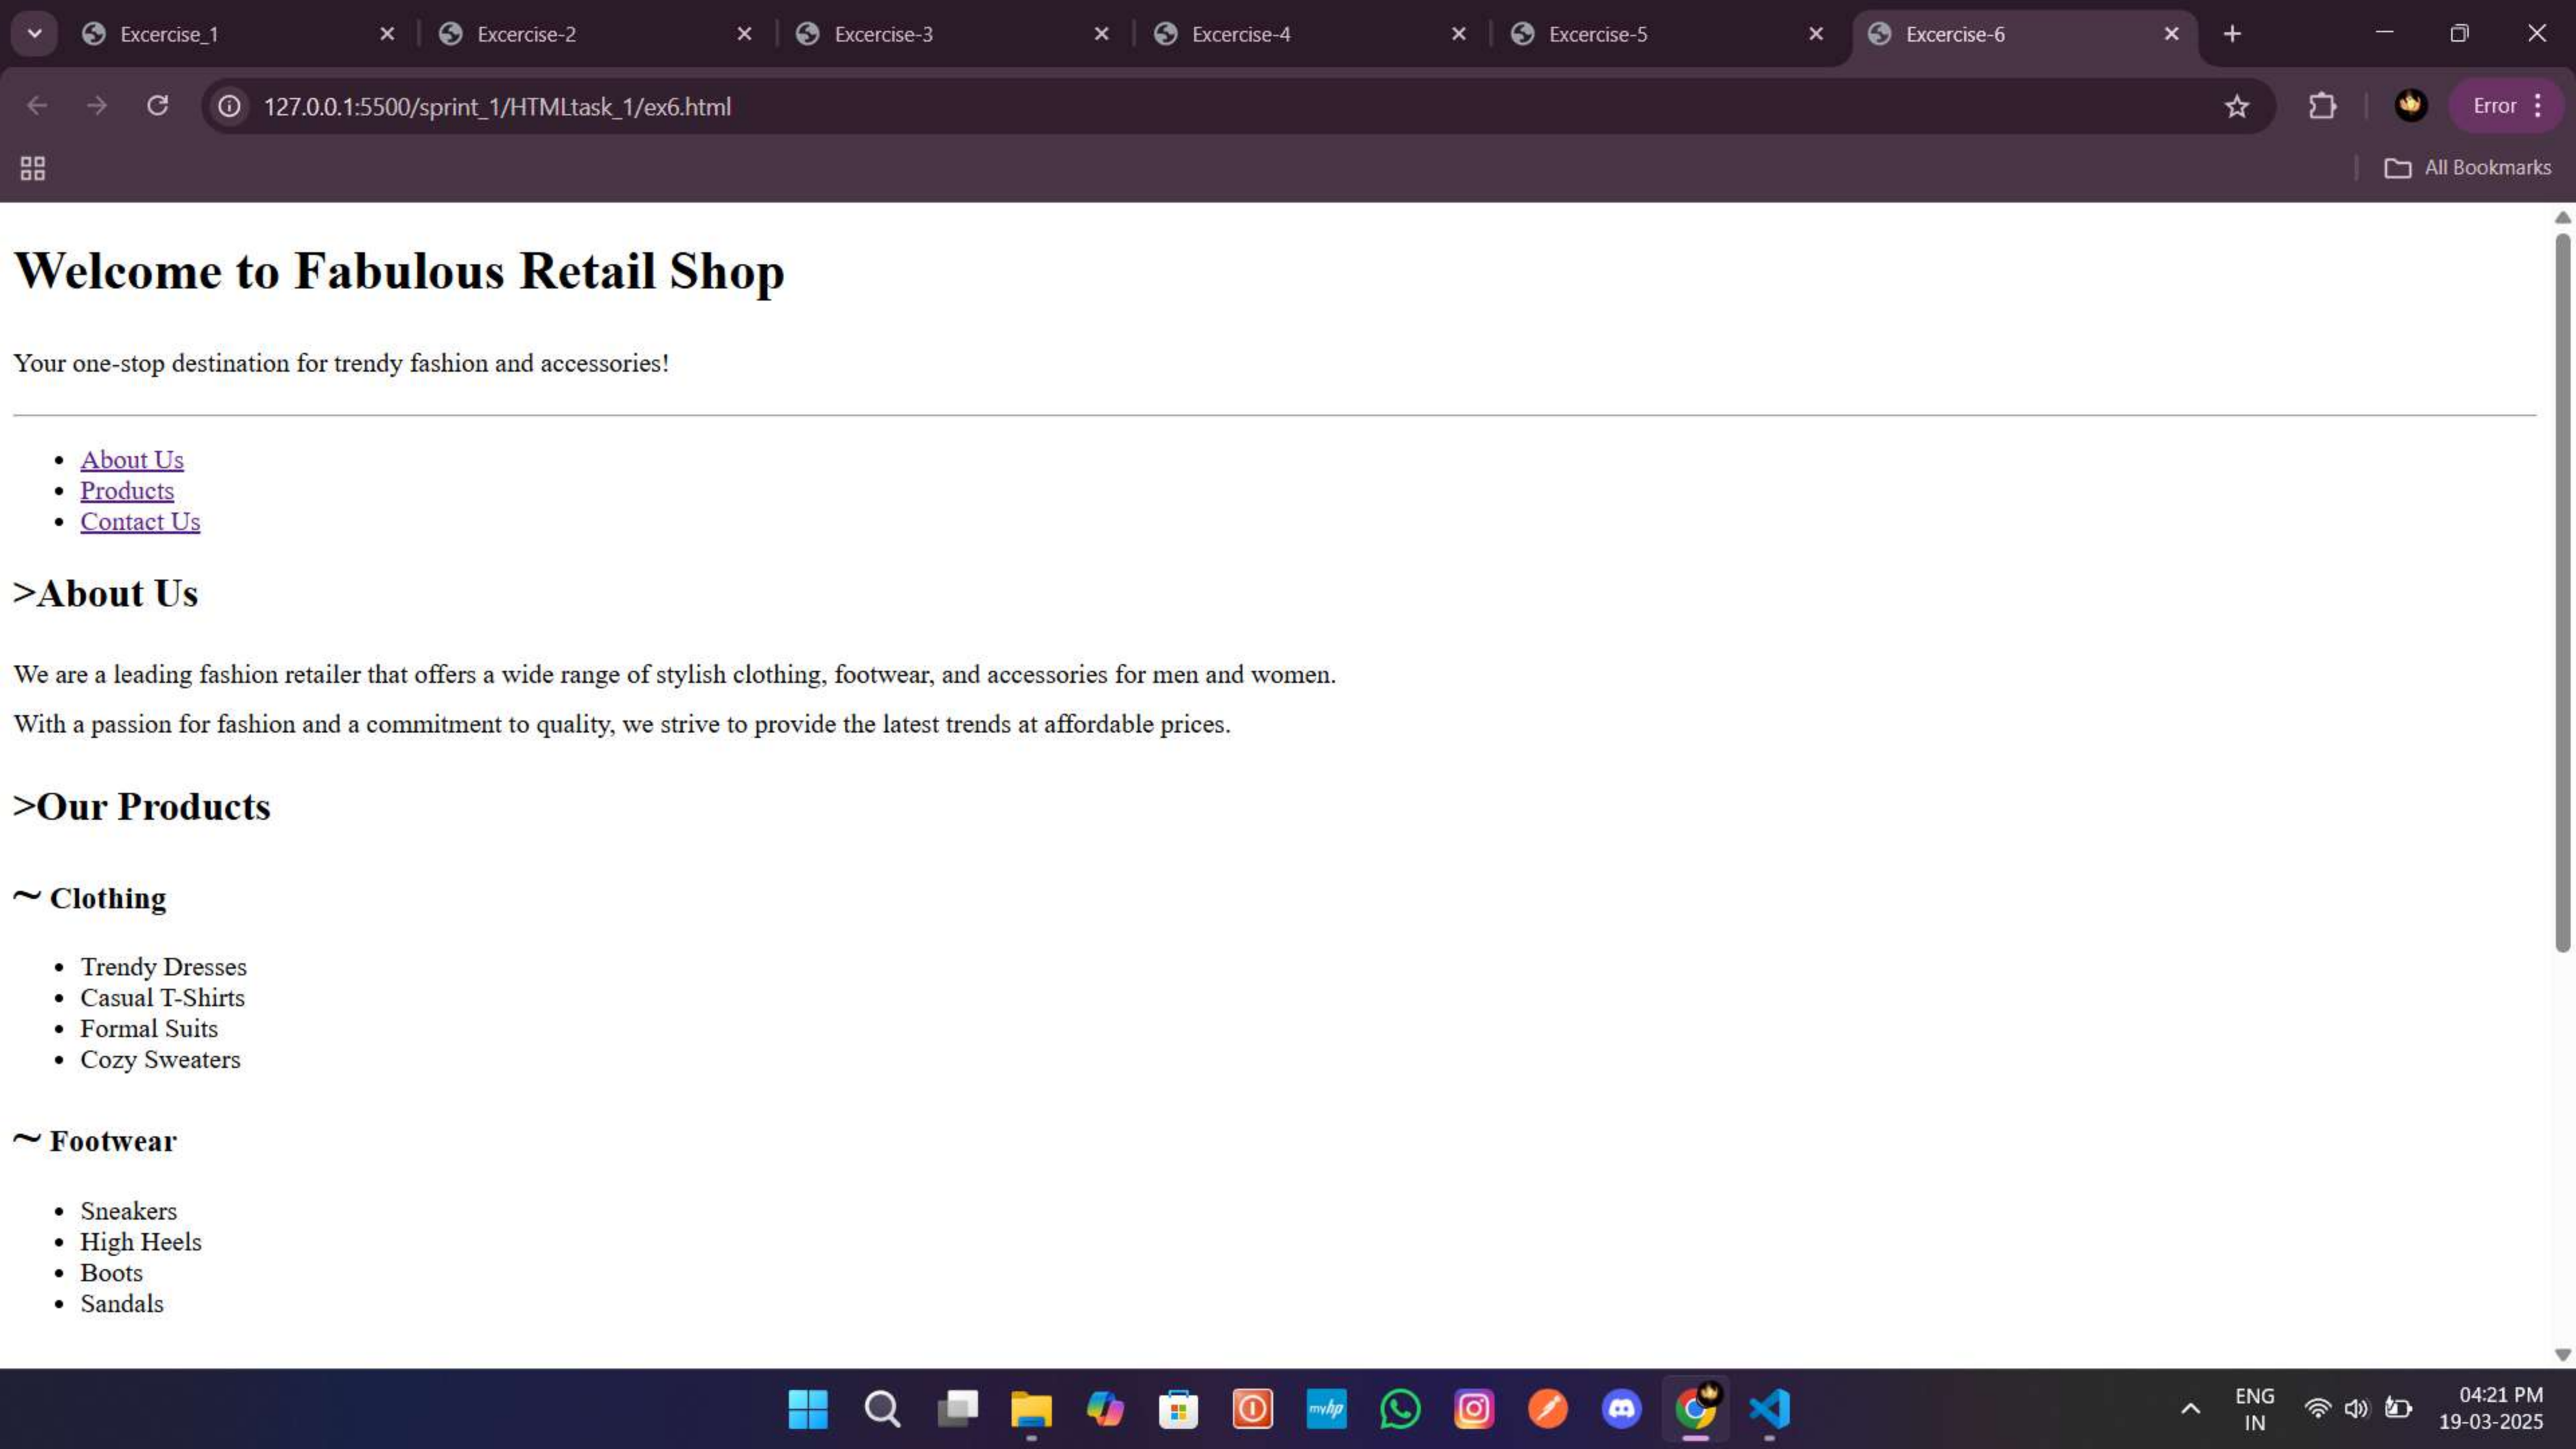 Excercise_1
Excercise-2
Excercise-3
Excercise-4
Excercise-5
Excercise-6
127.0.0.1:5500/sprint_1/HTMLtask_1/ex6.html
Error
All Bookmarks
Welcome to Fabulous Retail Shop
Your one-stop destination for trendy fashion and accessories!
• About Us
• Products
• Contact Us
>About Us
We are a leading fashion retailer that offers a wide range of stylish clothing, footwear, and accessories for men and women.
With a passion for fashion and a commitment to quality, we strive to provide the latest trends at affordable prices.
>Our Products
~ Clothing
• Trendy Dresses
• Casual T-Shirts
• Formal Suits
• Cozy Sweaters
~ Footwear
• Sneakers
• High Heels
• Boots
• Sandals
myhp
ENG
IN
04:21 PM
19-03-2025